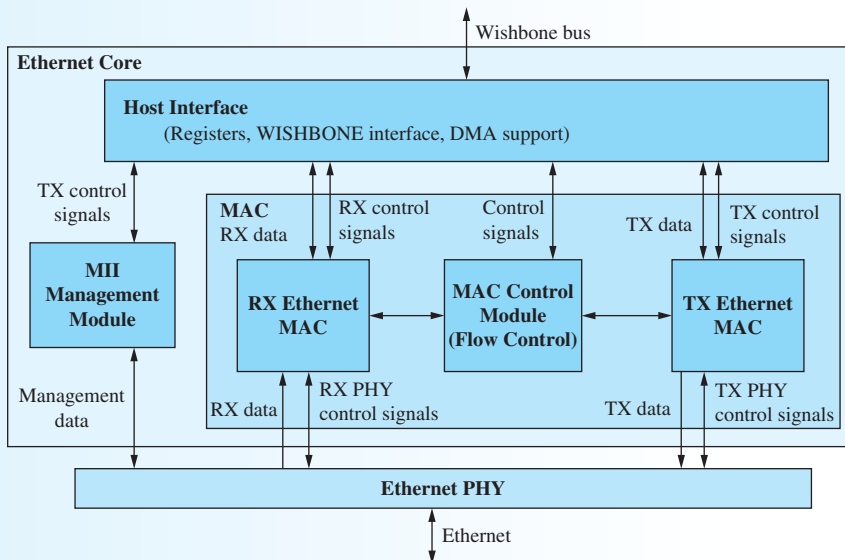 Wishbone bus
Ethernet Core
Host Interface
(Registers, WISHBONE interface, DMA support)
TX control
signals
MAC
RX data
RX control
signals
Control
signals
TX data
TX control
signals
MII
Management
Module
RX Ethernet
MAC
MAC Control
Module
(Flow Control)
TX Ethernet
MAC
Management
data
RX data
RX PHY
control signals
TX data
TX PHY
control signals
Ethernet PHY
Ethernet